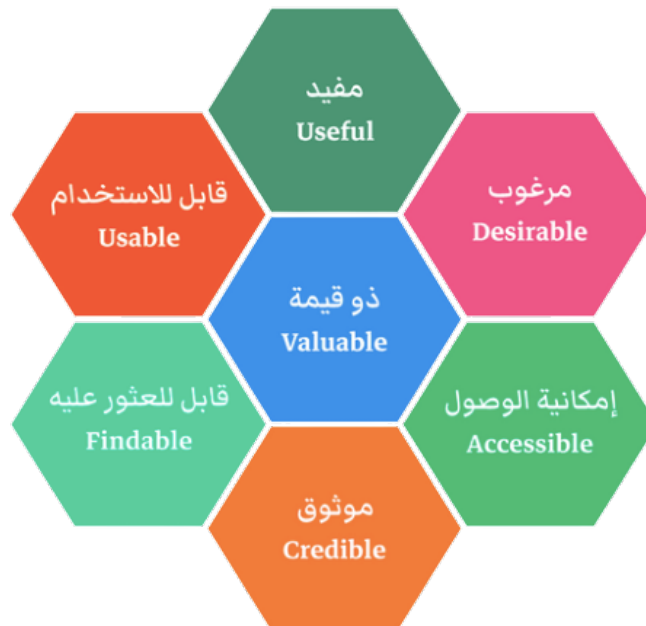 مفيد
Useful
مرغوب
Desirable
قابل للاستخدام
Usable
ذو قيمة
Valuable
إمكانية الوصول
Accessible
قابل للعثور عليه
Findable
موثوق
Credible